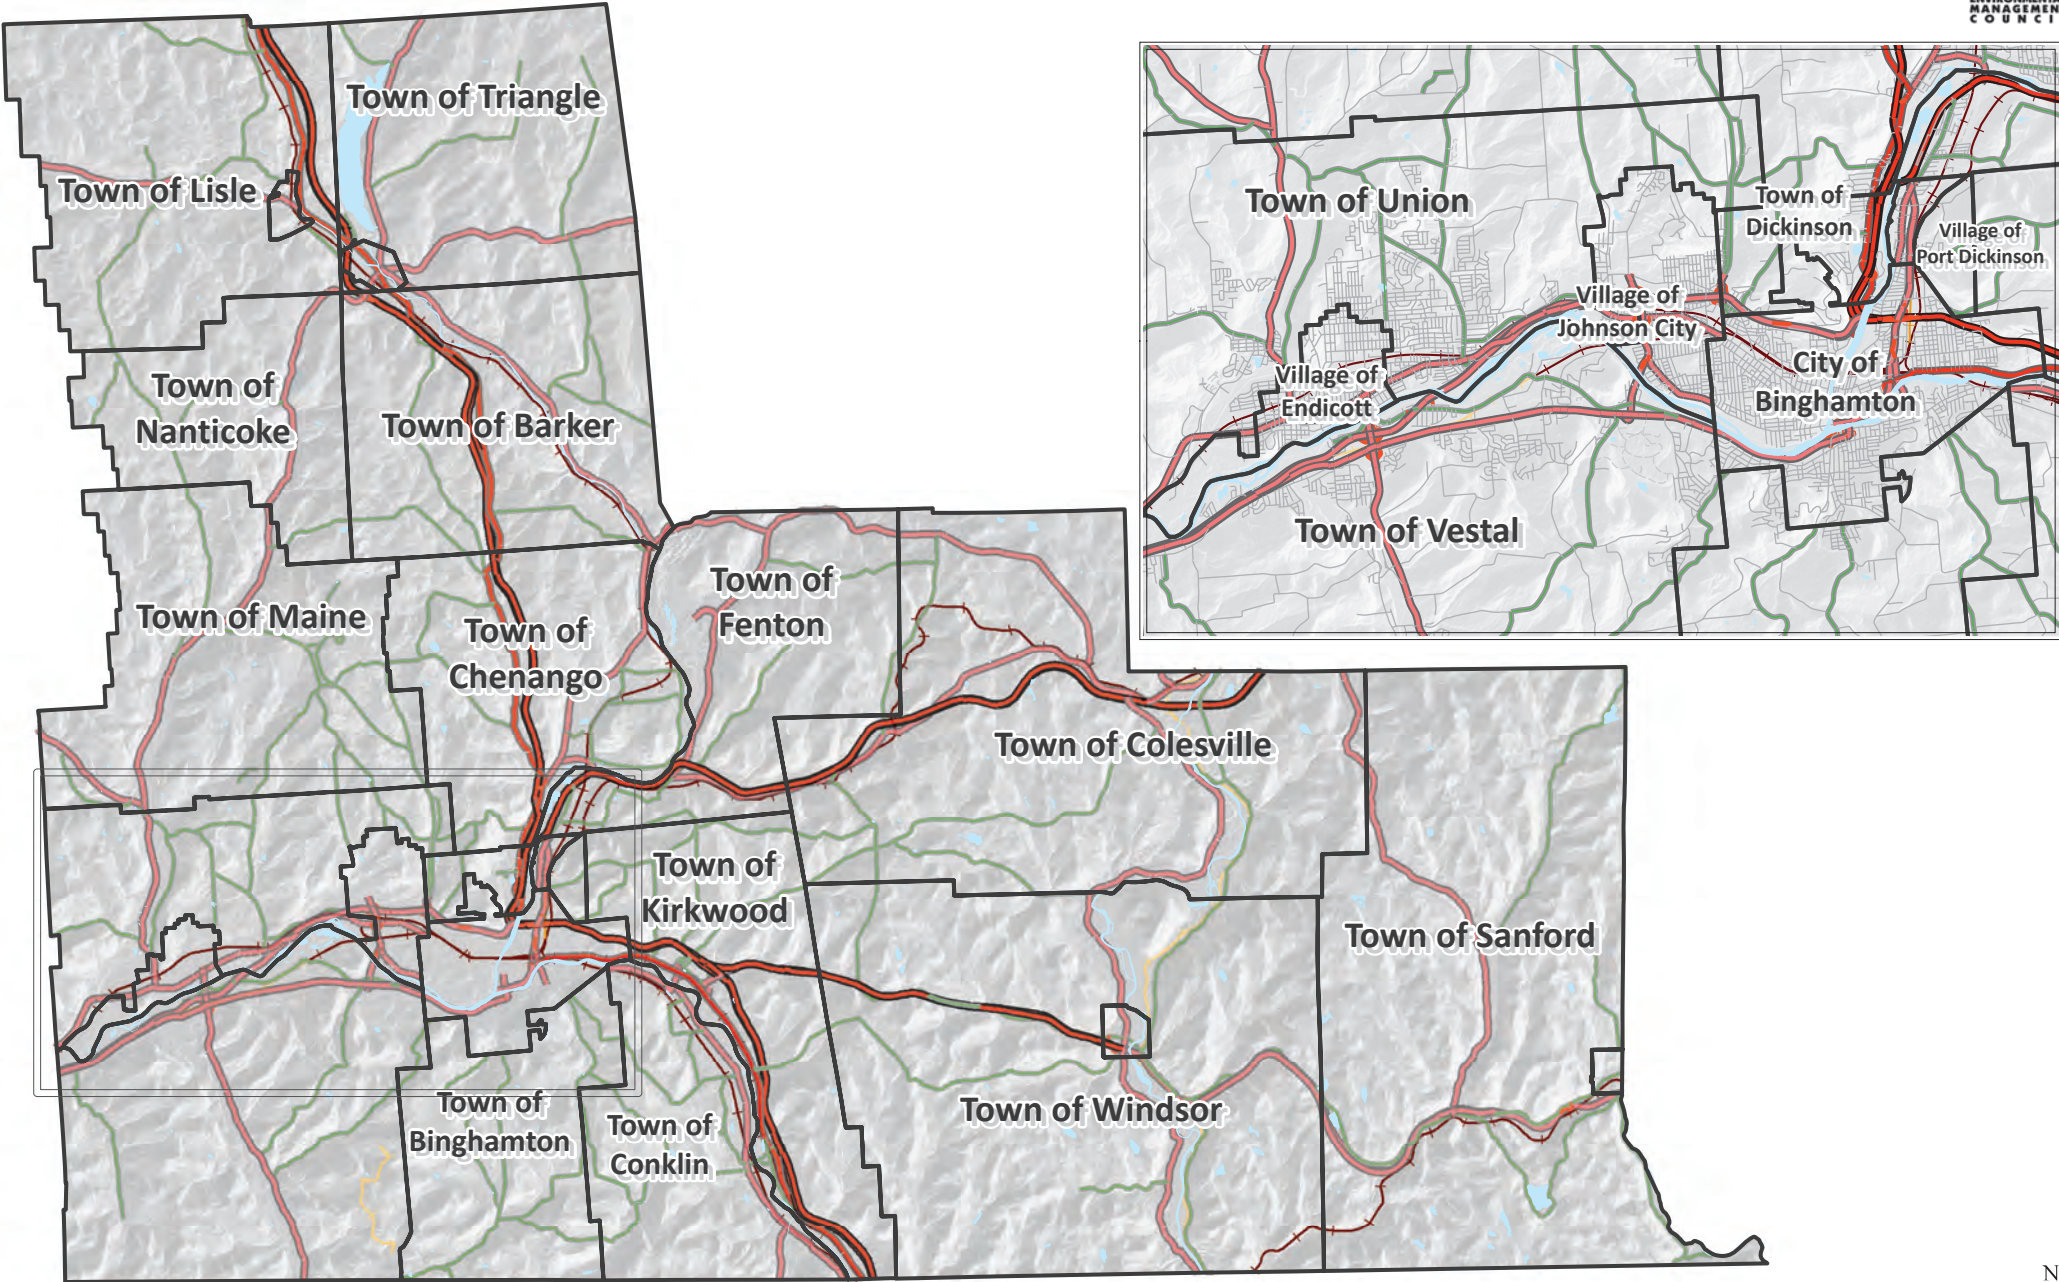 MANAGEMEN
COUNCI
Town of Triangle
Town of Lisle
Town of
Nanticoke
Town of Barker
Town of Maine
Town of
Chenango
Town of
Fenton
Town of Colesville
Town of
Kirkwood
Town of Sanford
Town of Windsor
Town of
Binghamton
Town of
Conklin
Town of Union
Town of
Dickinson
Village of
Port Dickinson
Village of
Johnson City
City of
Binghamton
Village of
Endicott
Town of Vestal
N